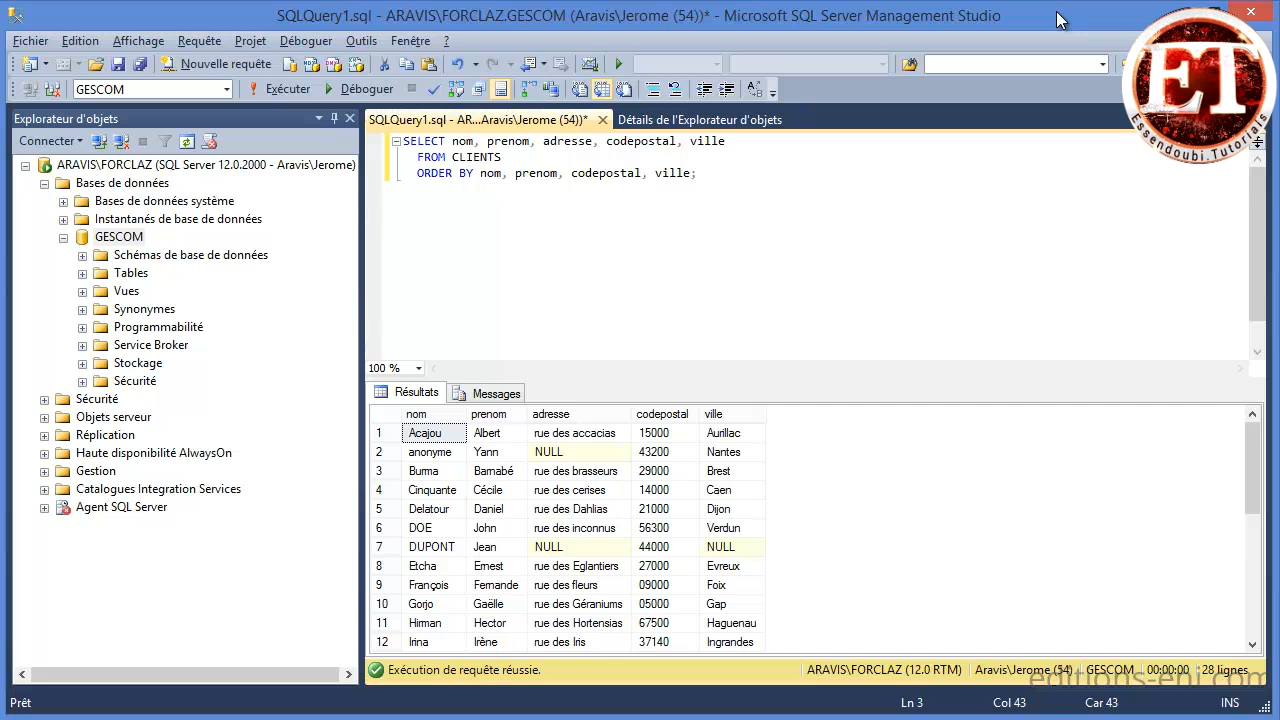 SQLQuery1.sql - ARAVIS\FORCLAZ.GESCOM (Aravis\Jerome (54))* - Microsoft SQL Server Management Studio
Fichier Edition Affichage Requête Projet Déboguer Outils Fenêtre ?
Nouvelle requête
GESCOM Exécuter Déboguer
ET
Essendoubi.Tutorials
Explorateur d'objets
Connecter
ARAVIS\FORCLAZ (SQL Server 12.0.2000 - Aravis\Jerome)
Bases de données
Bases de données système
Instantanés de base de données
GESCOM
Schémas de base de données
Tables
Vues
Synonymes
Programmabilité
Service Broker
Stockage
Sécurité
Sécurité
Objets serveur
Réplication
Haute disponibilité AlwaysOn
Gestion
Catalogues Integration Services
Agent SQL Server
SQLQuery1.sql - AR...Aravis\Jerome (54))* Détails de l'Explorateur d'objets
SELECT nom, prenom, adresse, codepostal, ville
FROM CLIENTS
ORDER BY nom, prenom, codepostal, ville;
100 %
Résultats Messages
nom prenom adresse codepostal ville
1 Acajou Albert rue des accacias 15000 Aurillac
2 anonyme Yann NULL 43200 Nantes
3 Burma Barnabé rue des brasseurs 29000 Brest
4 Cinquante Cécile rue des cerises 14000 Caen
5 Delatour Daniel rue des Dahlias 21000 Dijon
6 DOE John rue des inconnus 56300 Verdun
7 DUPONT Jean NULL 44000 NULL
8 Etcha Ernest rue des Eglantiers 27000 Evreux
9 François Fernande rue des fleurs 09000 Foix
10 Gorjo Gaëlle rue des Géraniums 05000 Gap
11 Hirman Hector rue des Hortensias 67500 Haguenau
12 Irina Irène rue des Iris 37140 Ingrandes
Exécution de requête réussie. ARAVIS\FORCLAZ (12.0 RTM) Aravis\Jerome (54) GESCOM 00:00:00 28 lignes
editions-eni.com
Prêt Ln 3 Col 43 Car 43 INS